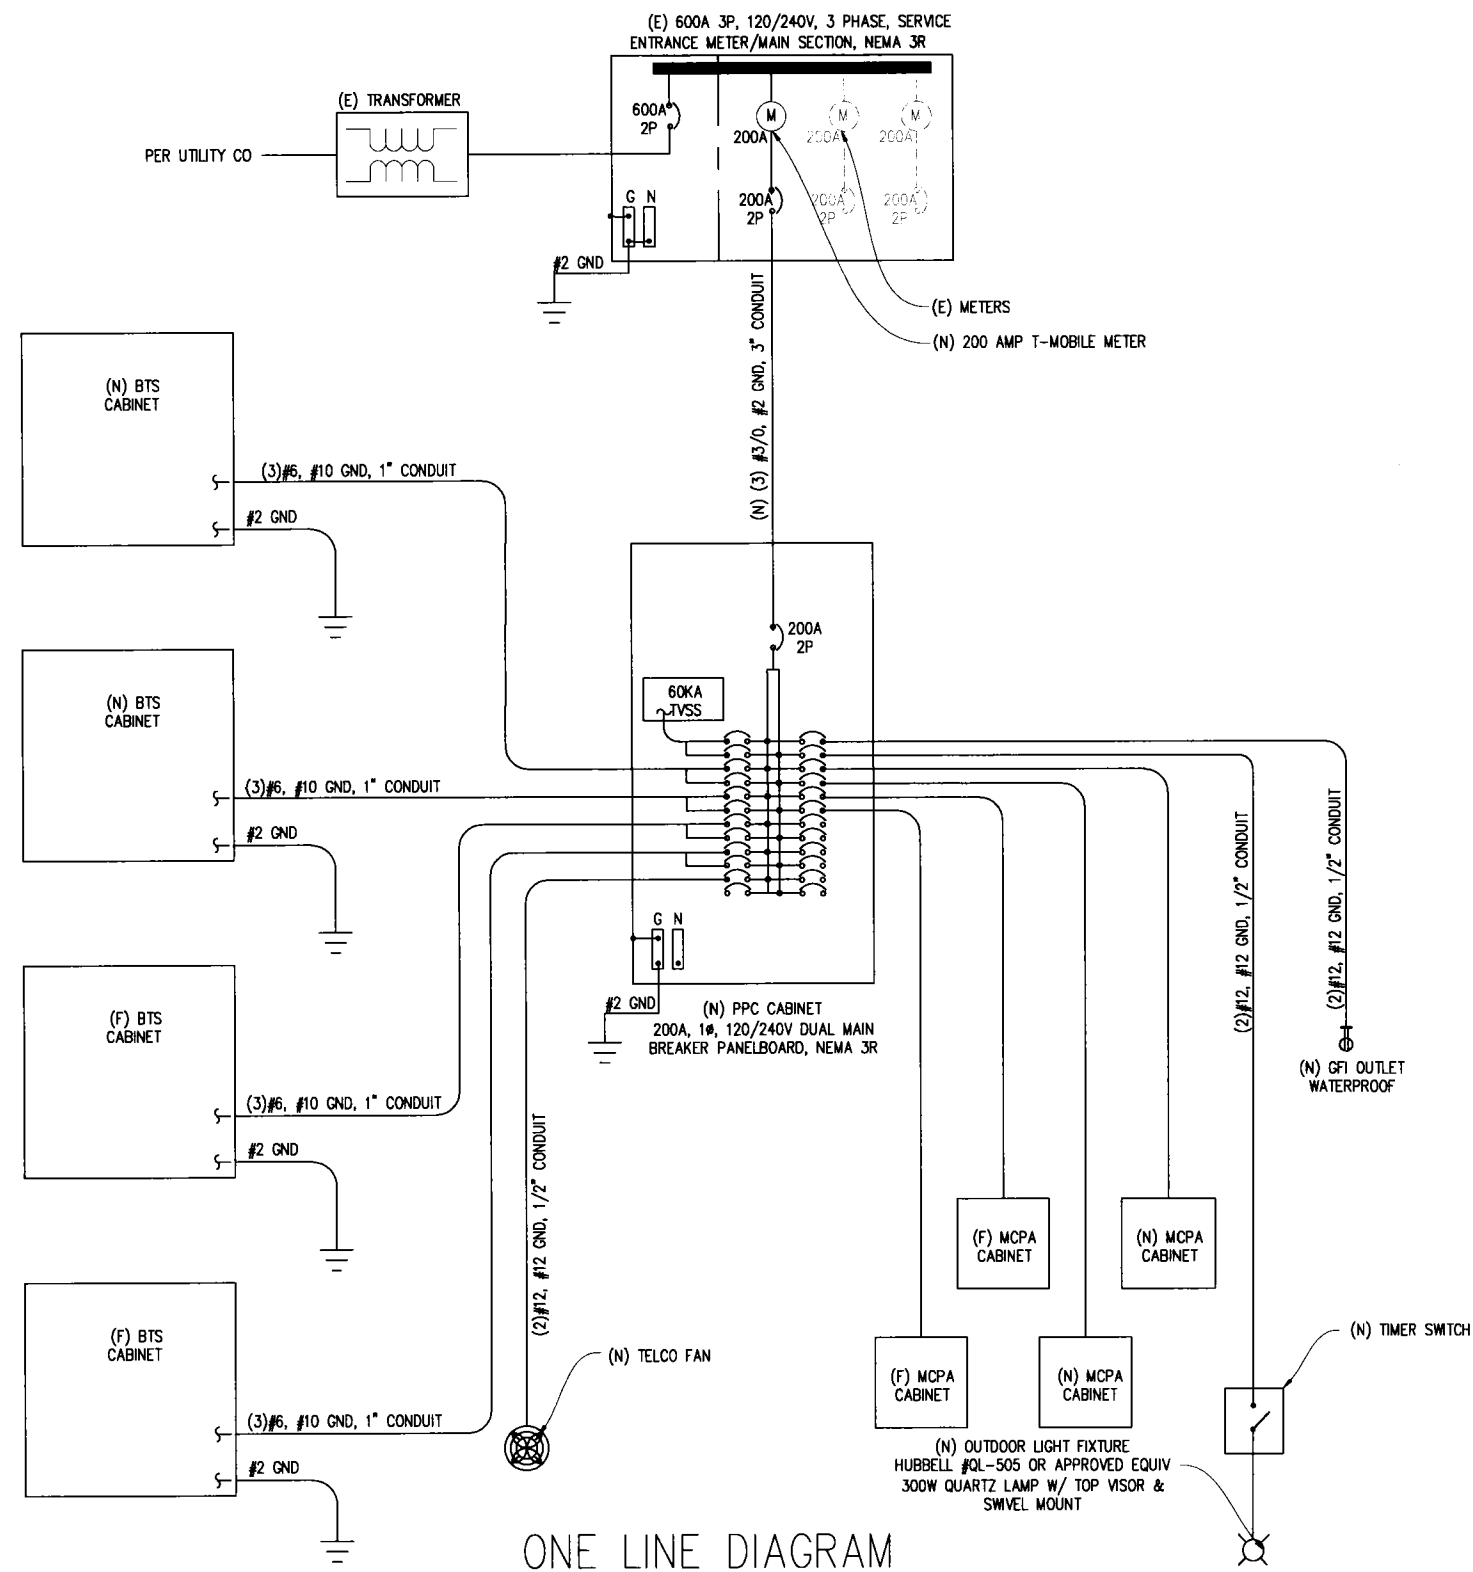 (E) 600A 3P, 120/240V, 3 PHASE, SERVICE
ENTRANCE METER/MAIN SECTION, NEMA 3R
(E) TRANSFORMER
PER UTILITY CO
600A
2P
M
200A
M
200A
M
200A
200A
2P
200A
2P
200A
2P
G N
#2 GND
(E) METERS
(N) 200 AMP T-MOBILE METER
(N) (3) #3/0, #2 GND, 3" CONDUIT
(N) BTS
CABINET
(3)#6, #10 GND, 1" CONDUIT
#2 GND
200A
2P
60KA
TVSS
(N) BTS
CABINET
(3)#6, #10 GND, 1" CONDUIT
#2 GND
G N
#2 GND
(N) PPC CABINET
200A, 1ø, 120/240V DUAL MAIN
BREAKER PANELBOARD, NEMA 3R
(2)#12, #12 GND, 1/2" CONDUIT
(2)#12, #12 GND, 1/2" CONDUIT
(N) GFI OUTLET
WATERPROOF
(F) BTS
CABINET
(3)#6, #10 GND, 1" CONDUIT
#2 GND
(2)#12, #12 GND, 1/2" CONDUIT
(F) MCPA
CABINET
(N) MCPA
CABINET
(F) BTS
CABINET
(3)#6, #10 GND, 1" CONDUIT
#2 GND
(N) TELCO FAN
(F) MCPA
CABINET
(N) MCPA
CABINET
(N) TIMER SWITCH
(N) OUTDOOR LIGHT FIXTURE
HUBBELL #QL-505 OR APPROVED EQUIV
300W QUARTZ LAMP W/ TOP VISOR &
SWIVEL MOUNT
ONE LINE DIAGRAM